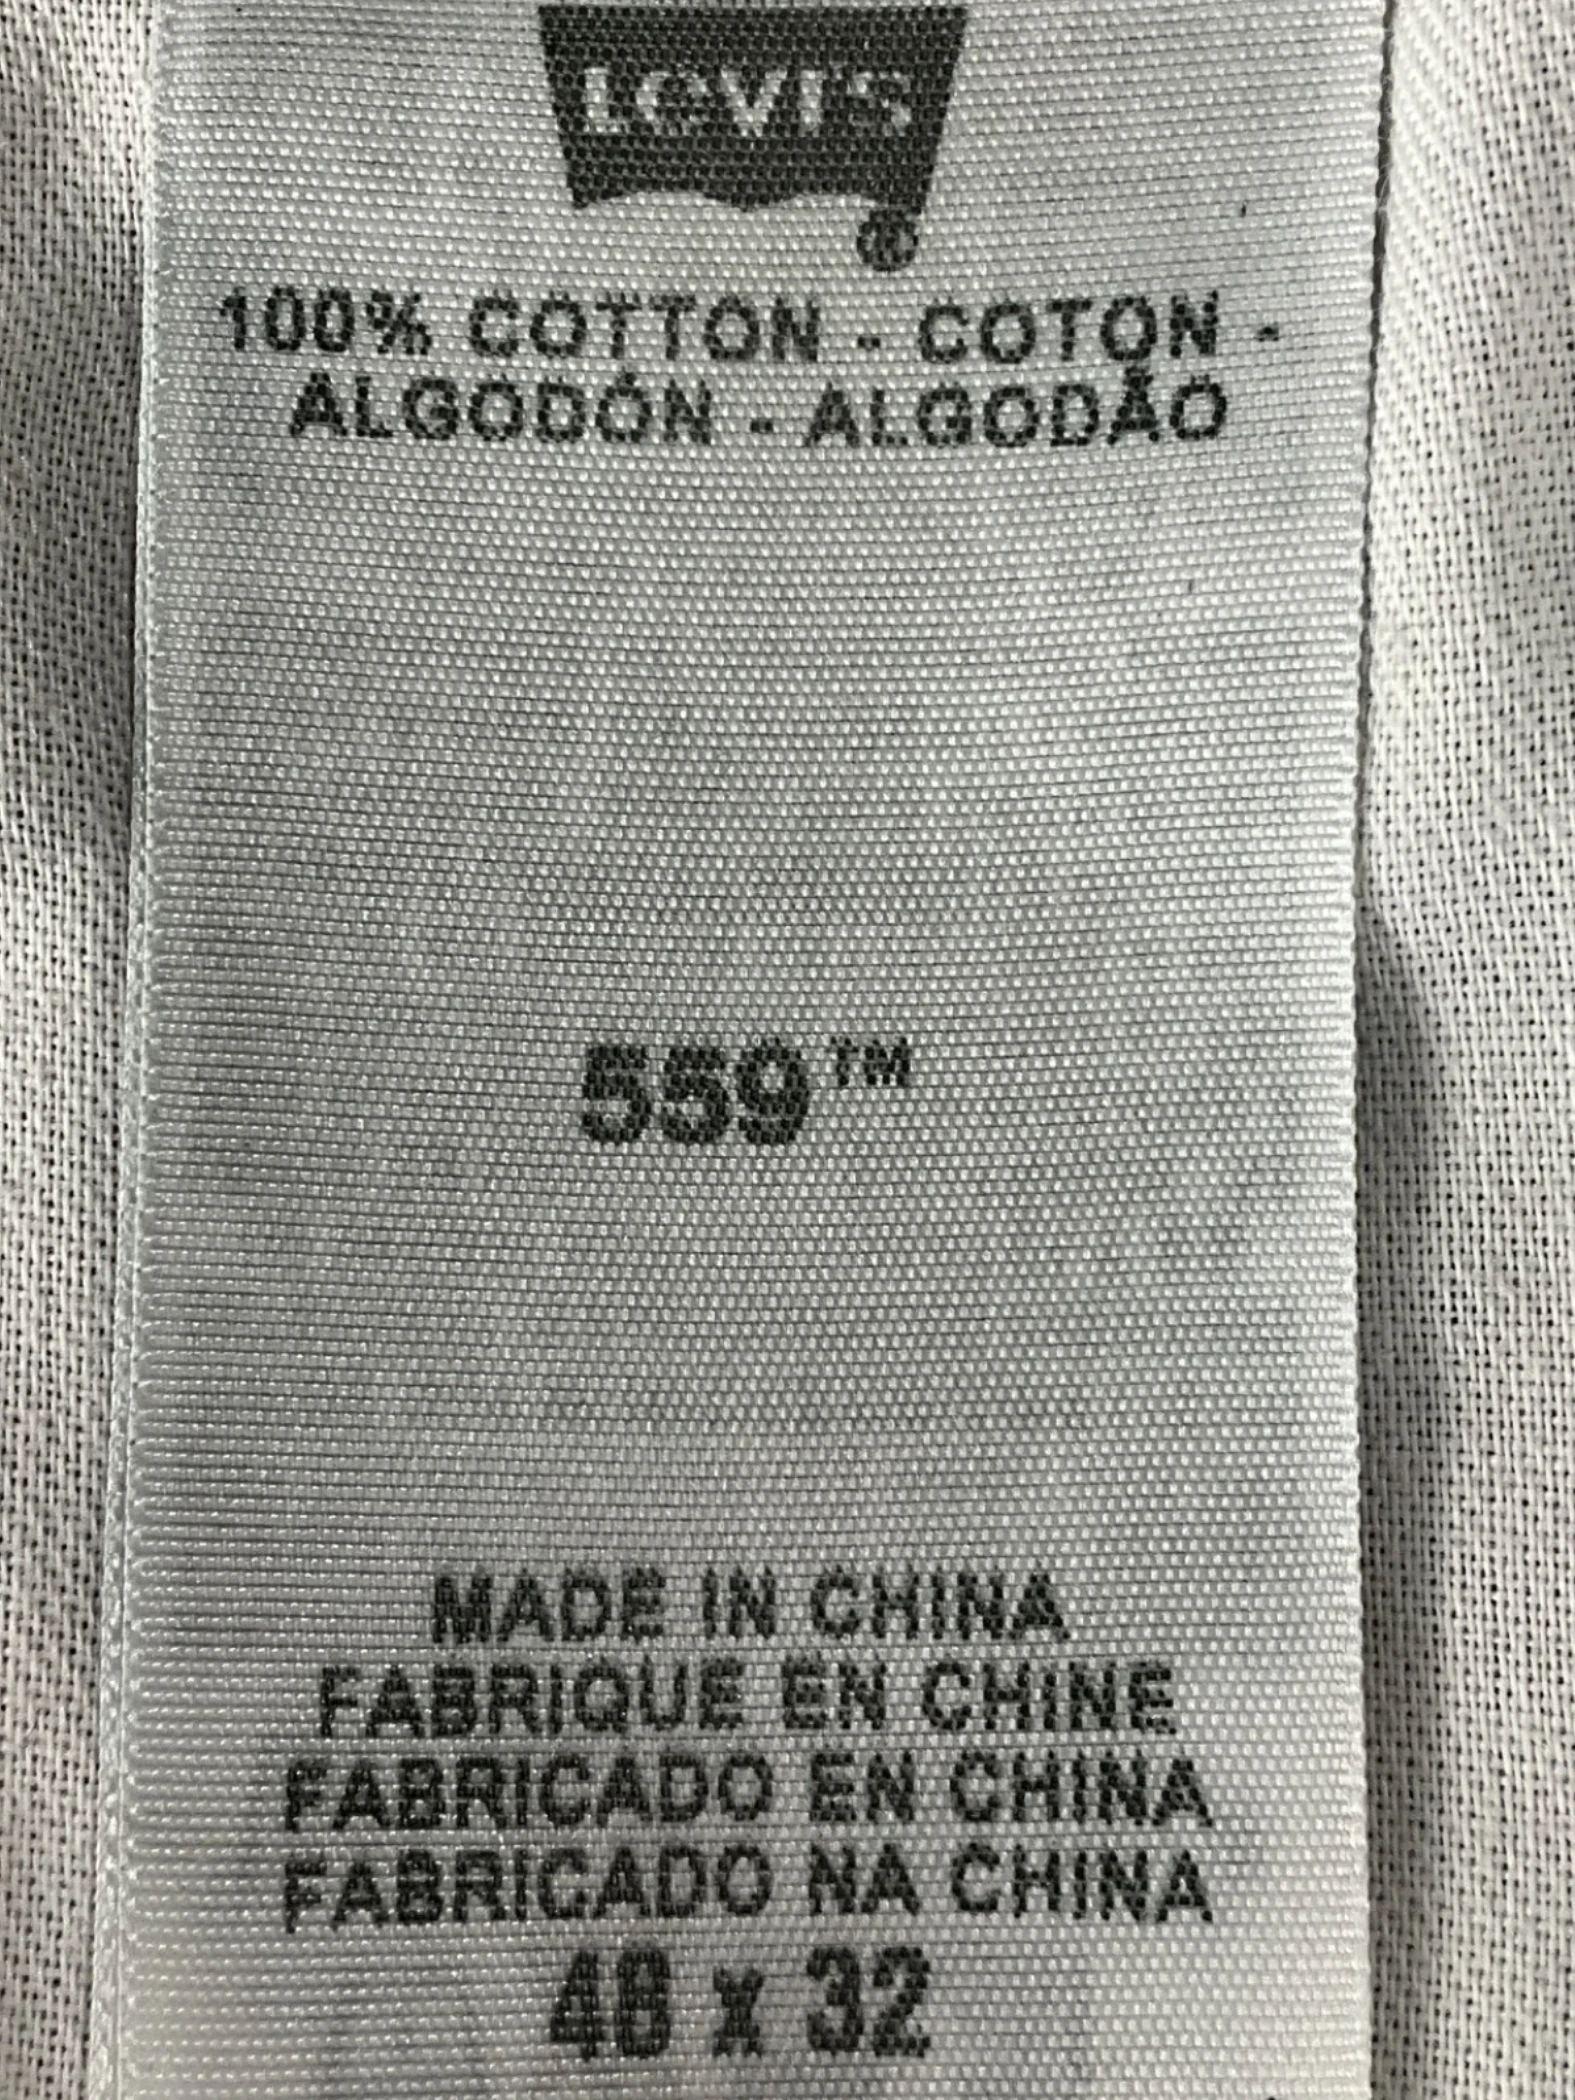 LEVI'S
®
100% COTTON - COTON -
ALGODÓN - ALGODÃO
559™
MADE IN CHINA
FABRIQUE EN CHINE
FABRICADO EN CHINA
FABRICADO NA CHINA
48 x 32